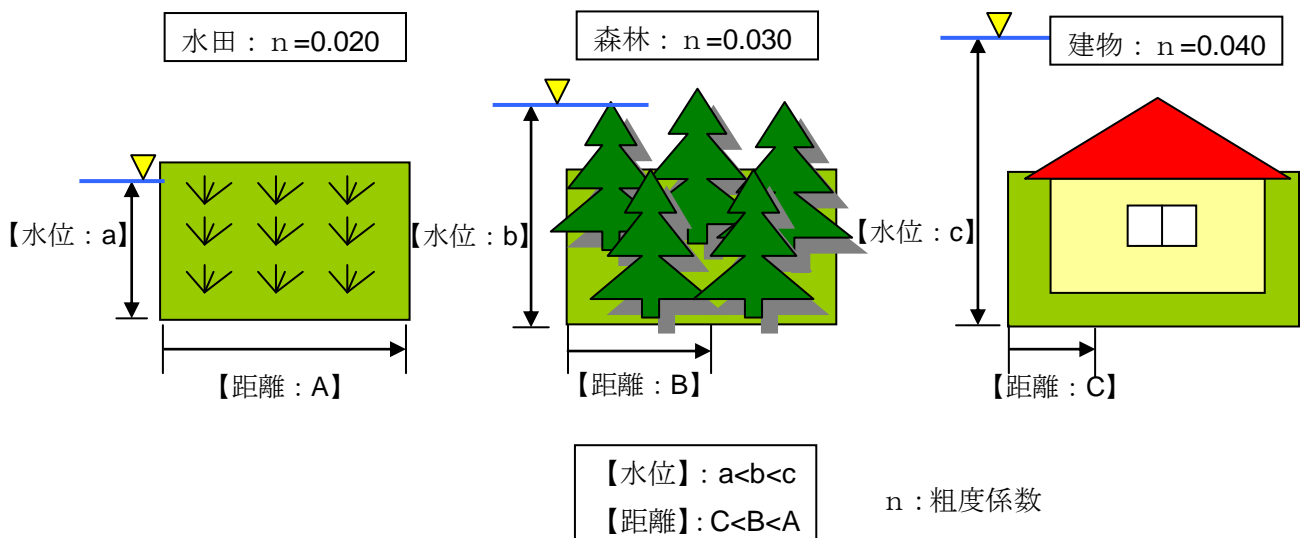 水田：ｎ=0.020
森林：ｎ=0.030
建物：ｎ=0.040
【水位：a】
【水位：b】
【水位：c】
【距離：A】
【距離：B】
【距離：C】
【水位】：a<b<c
【距離】：C<B<A
ｎ：粗度係数